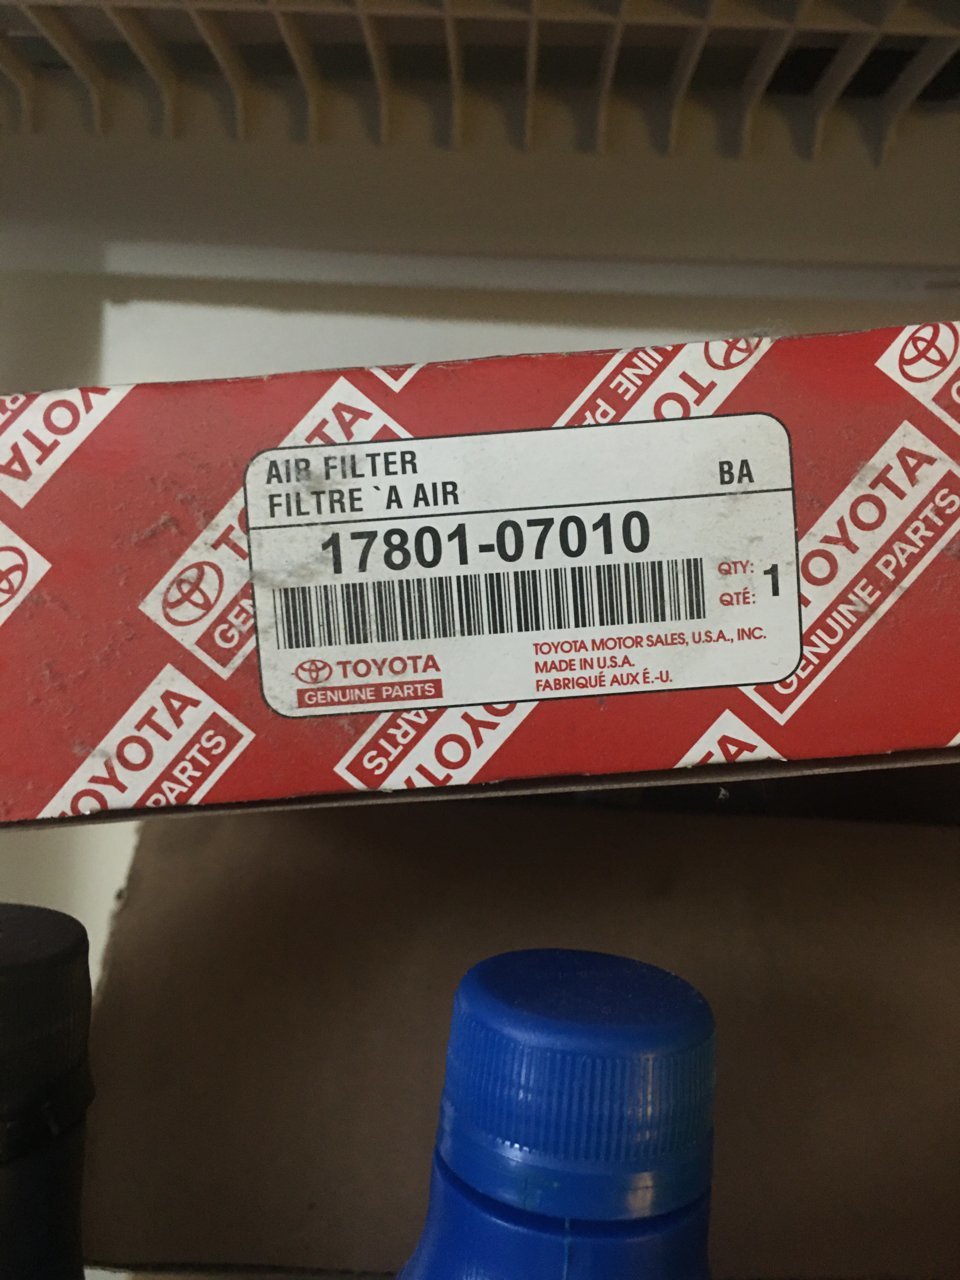 AIR FILTER
FILTRE `A AIR
BA
17801-07010
QTY:
QTÉ:
1
TOYOTA
GENUINE PARTS
TOYOTA MOTOR SALES, U.S.A., INC.
MADE IN U.S.A.
FABRIQUÉ AUX É.-U.
TOYOTA
GENUINE PARTS
TOYOTA
PARTS